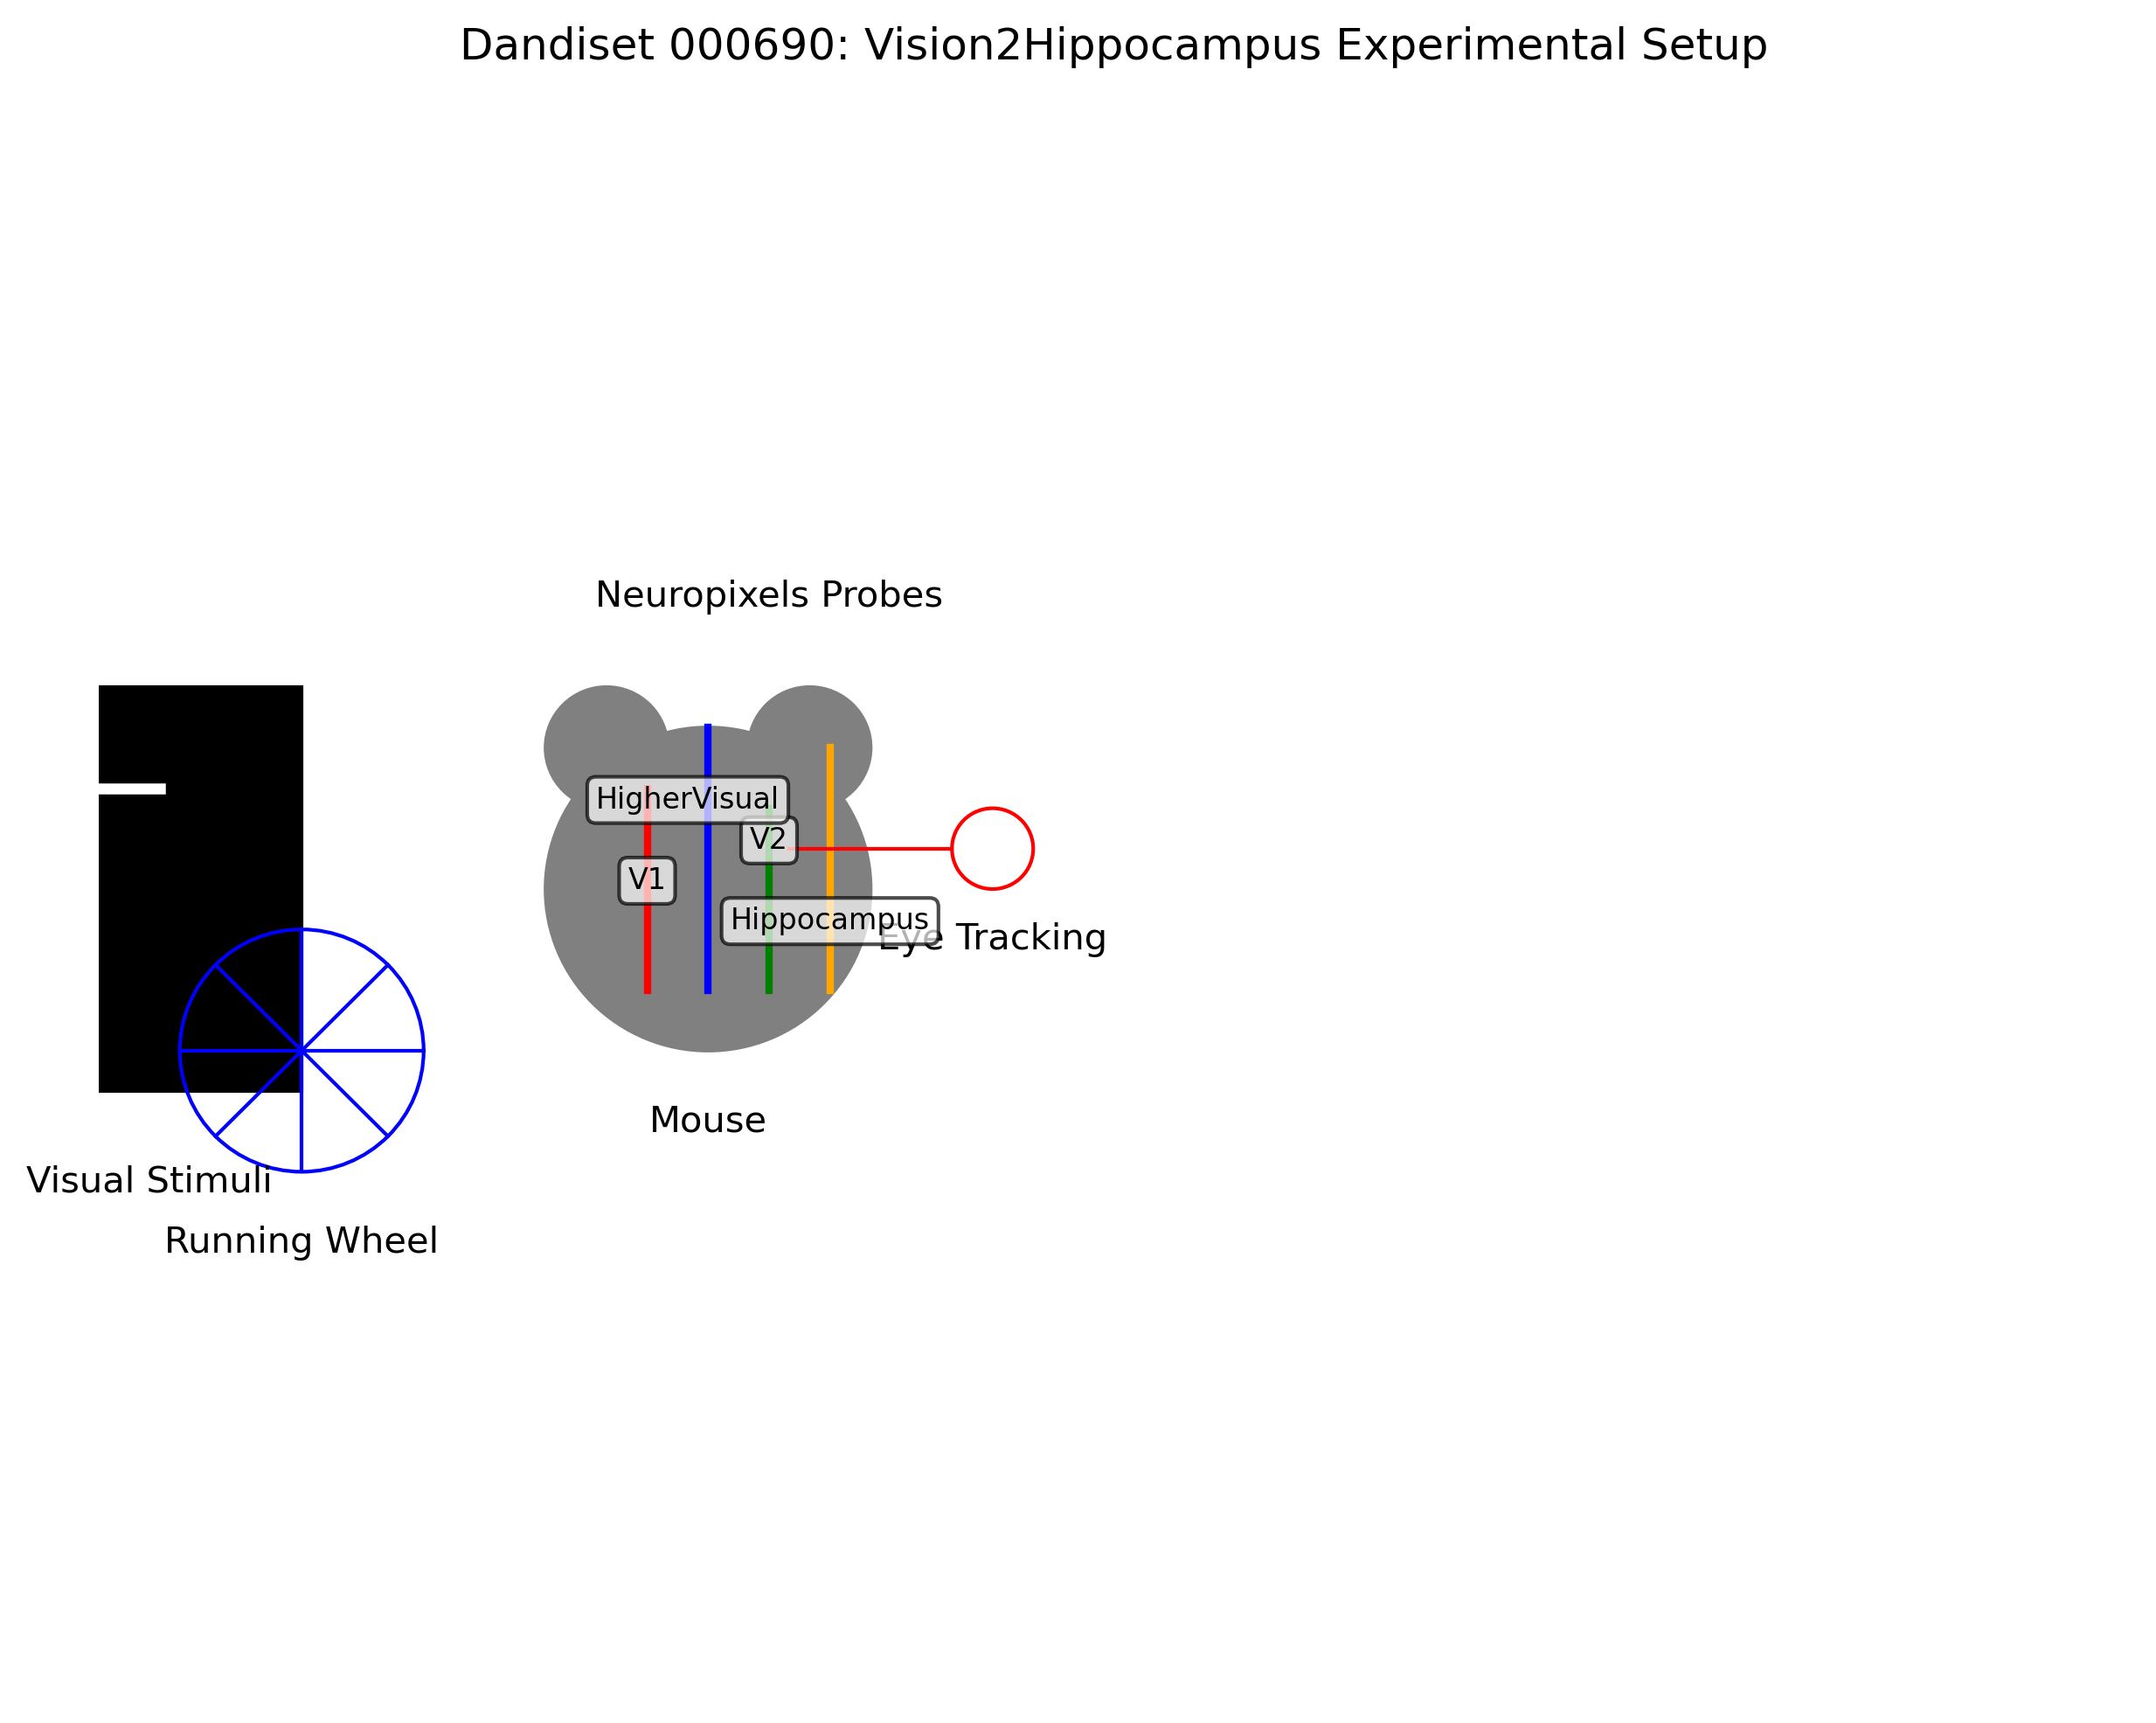 Dandiset 000690: Vision2Hippocampus Experimental Setup
Neuropixels Probes
HigherVisual
V2
V1
Hippocampus
Eye Tracking
Mouse
Visual Stimuli
Running Wheel